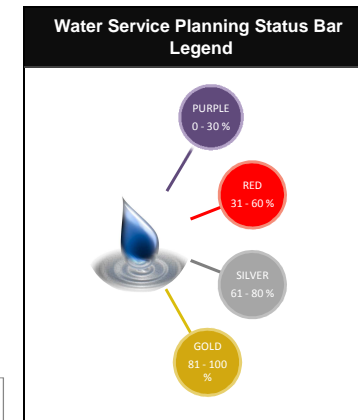 Water Service Planning Status Bar
Legend
PURPLE
0 - 30 %
RED
31 - 60 %
SILVER
61 - 80 %
GOLD
81 - 100
%